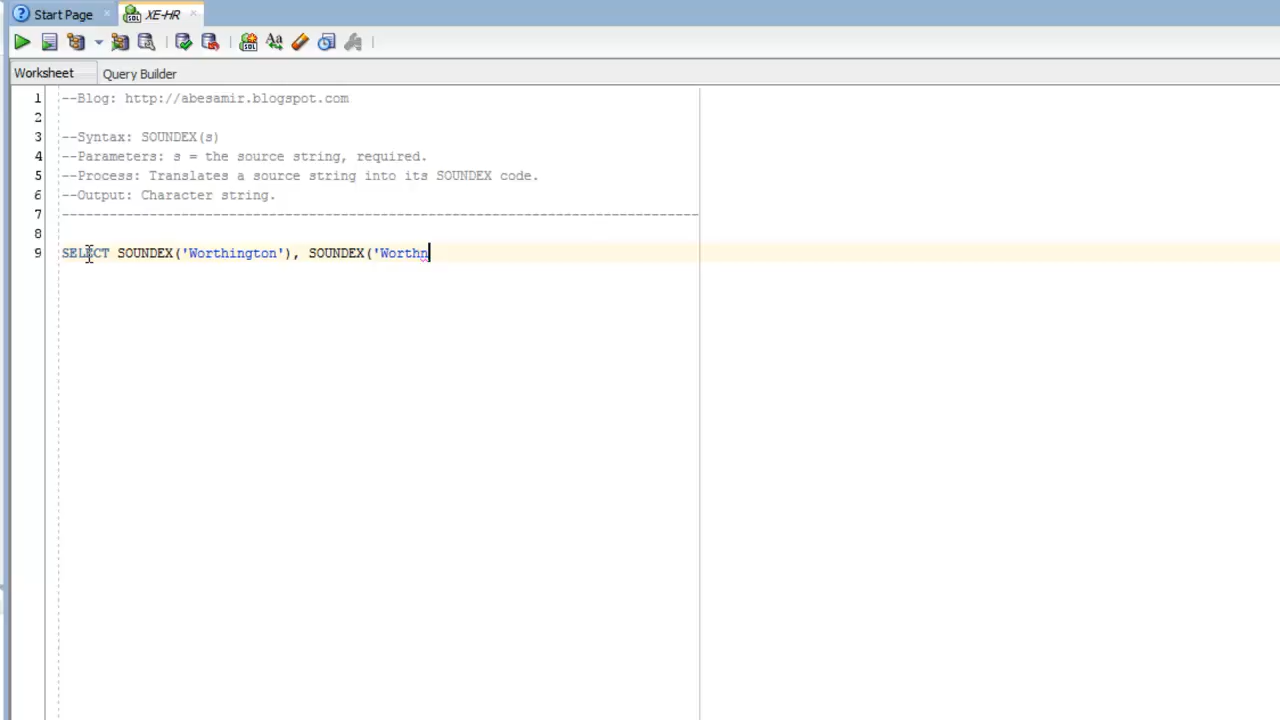 Start Page
XE-HR
Worksheet
Query Builder
1 --Blog: http://abesamir.blogspot.com
2
3 --Syntax: SOUNDEX(s)
4 --Parameters: s = the source string, required.
5 --Process: Translates a source string into its SOUNDEX code.
6 --Output: Character string.
7 ---------------------------------------------------------------------------------
8
9 SELECT SOUNDEX('Worthington'), SOUNDEX('Worthn